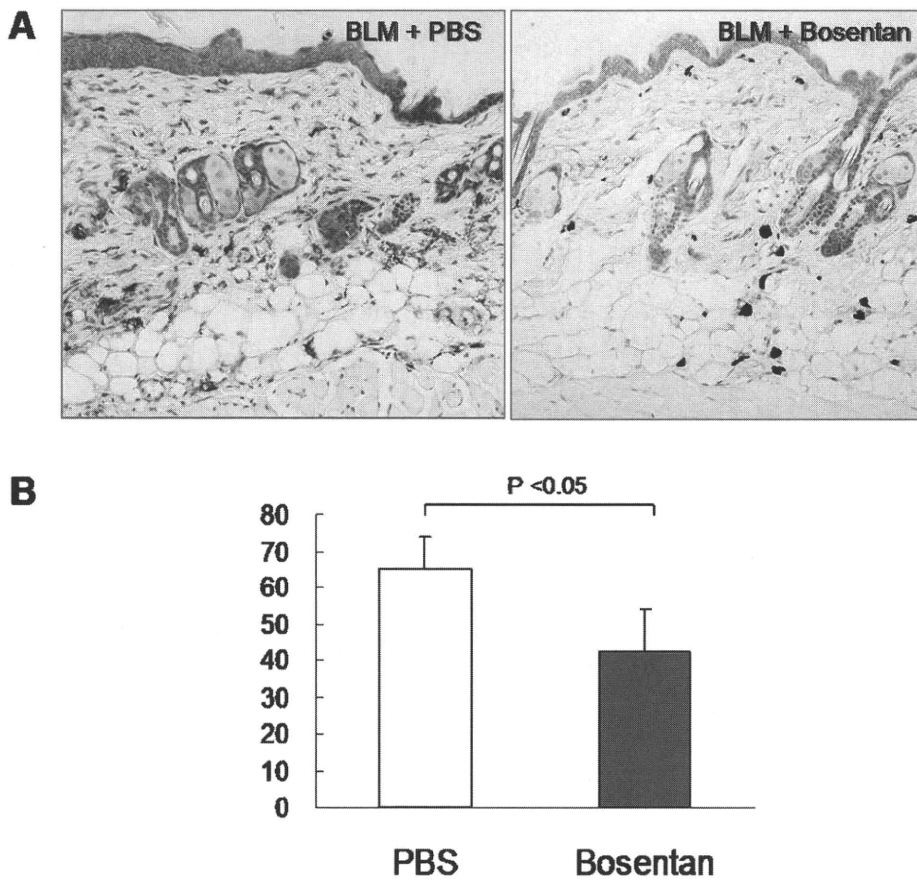 A
BLM + PBS
BLM + Bosentan
B
P <0.05
80
70
60
50
40
30
20
10
0
PBS
Bosentan